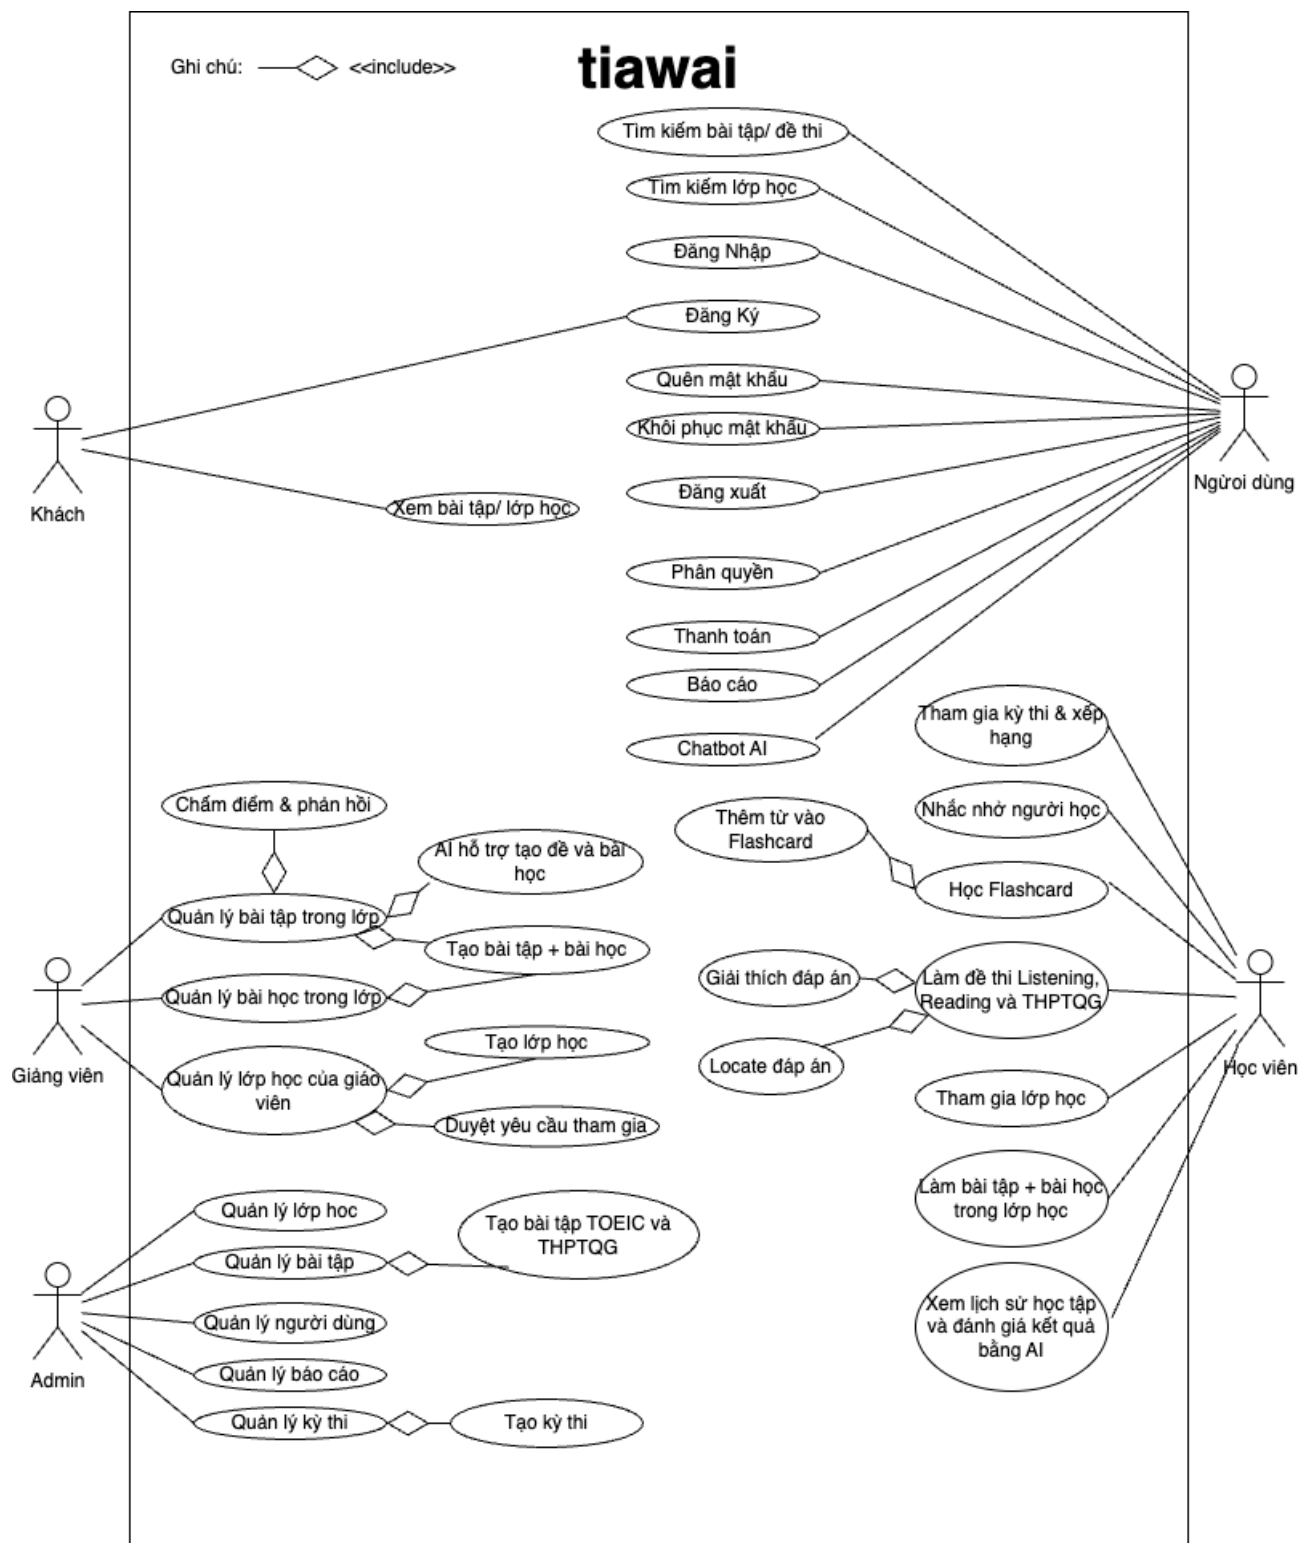 Ghi chú:
<<include>>
tiawai
Tìm kiếm bài tập/ đề thi
Tìm kiếm lớp học
Đăng Nhập
Đăng Ký
Quên mật khẩu
Khôi phục mật khẩu
Đăng xuất
Phân quyền
Thanh toán
Báo cáo
Chatbot AI
Khách
Xem bài tập/ lớp học
Người dùng
Tham gia kỳ thi & xếp
hạng
Nhắc nhở người học
Thêm từ vào
Flashcard
Học Flashcard
Giải thích đáp án
Làm đề thi Listening,
Reading và THPTQG
Locate đáp án
Tham gia lớp học
Làm bài tập + bài học
trong lớp học
Xem lịch sử học tập
và đánh giá kết quả
bằng AI
Học viên
Chấm điểm & phản hồi
AI hỗ trợ tạo đề và bài
học
Quản lý bài tập trong lớp
Tạo bài tập + bài học
Quản lý bài học trong lớp
Tạo lớp học
Quản lý lớp học của giáo
viên
Duyệt yêu cầu tham gia
Giảng viên
Quản lý lớp hoc
Quản lý bài tập
Tạo bài tập TOEIC và
THPTQG
Quản lý người dùng
Quản lý báo cáo
Quản lý kỳ thi
Tạo kỳ thi
Admin